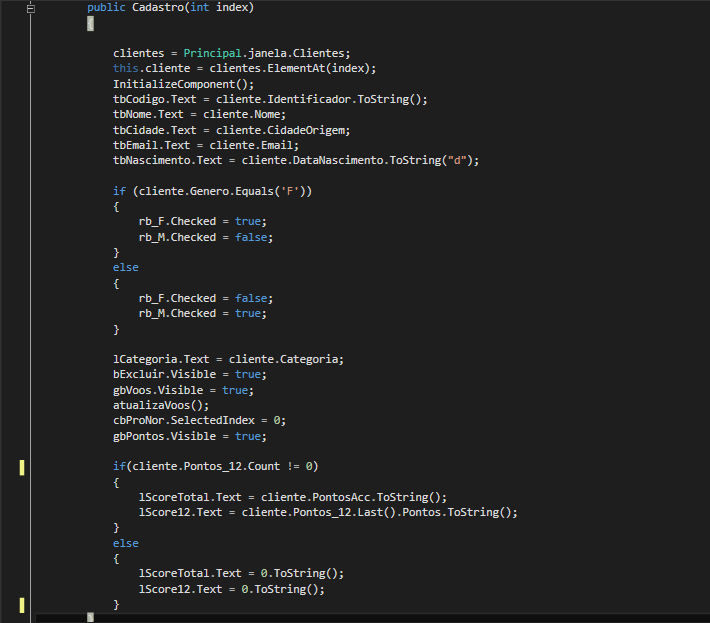 public Cadastro(int index)
{
clientes = Principal.janela.Clientes;
this.cliente = clientes.ElementAt(index);
InitializeComponent();
tbCodigo.Text = cliente.Identificador.ToString();
tbNome.Text = cliente.Nome;
tbCidade.Text = cliente.CidadeOrigem;
tbEmail.Text = cliente.Email;
tbNascimento.Text = cliente.DataNascimento.ToString("d");
if (cliente.Genero.Equals('F'))
{
rb_F.Checked = true;
rb_M.Checked = false;
}
else
{
rb_F.Checked = false;
rb_M.Checked = true;
}
lCategoria.Text = cliente.Categoria;
bExcluir.Visible = true;
gbVoos.Visible = true;
atualizaVoos();
cbProNor.SelectedIndex = 0;
gbPontos.Visible = true;
if(cliente.Pontos_12.Count != 0)
{
lScoreTotal.Text = cliente.PontosAcc.ToString();
lScore12.Text = cliente.Pontos_12.Last().Pontos.ToString();
}
else
{
lScoreTotal.Text = 0.ToString();
lScore12.Text = 0.ToString();
}
}